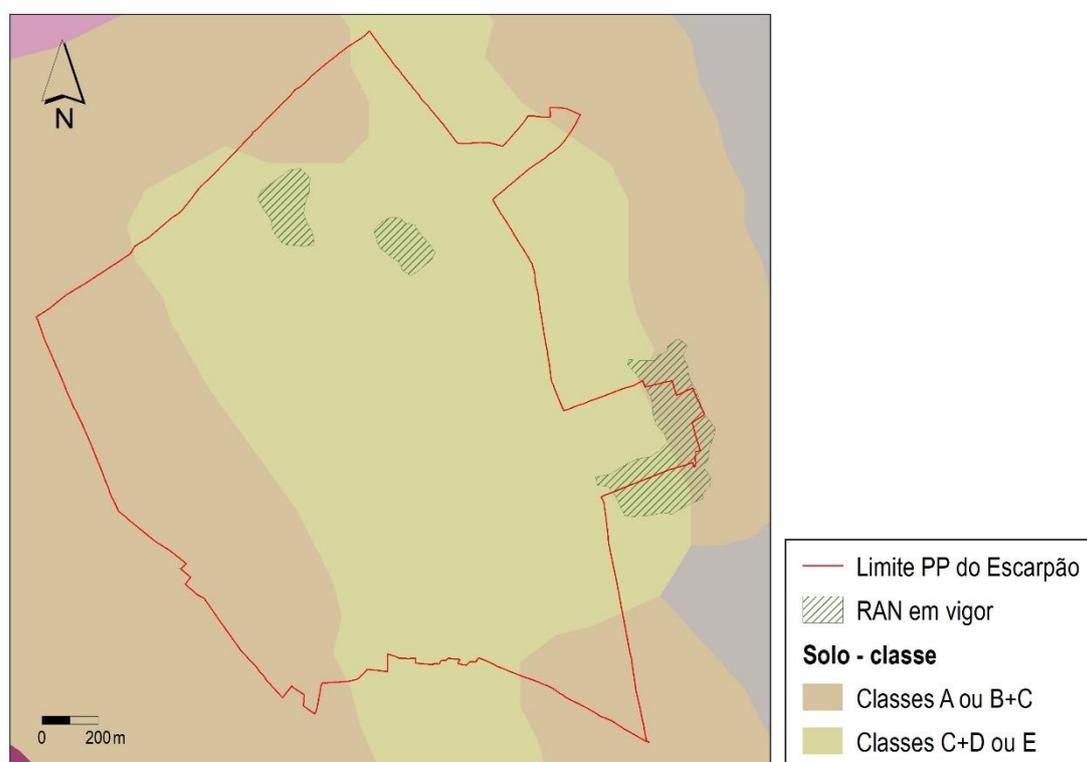 N
0 200 m
Limite PP do Escarpão
RAN em vigor
Solo - classe
Classes A ou B+C
Classes C+D ou E